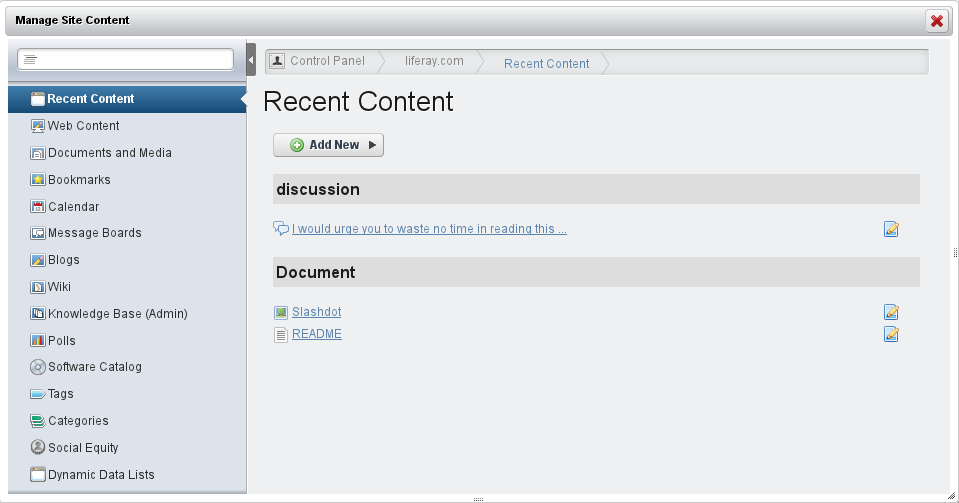 Manage Site Content
Control Panel liferay.com Recent Content
Recent Content
Web Content
Documents and Media
Bookmarks
Calendar
Message Boards
Blogs
Wiki
Knowledge Base (Admin)
Polls
Software Catalog
Tags
Categories
Social Equity
Dynamic Data Lists
Recent Content
Add New
discussion
I would urge you to waste no time in reading this ...
Document
Slashdot
README